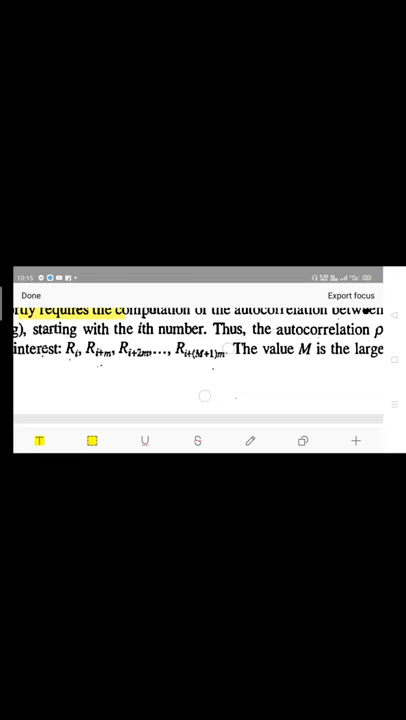 10:15
Done Export focus
tly requires the computation of the autocorrelation between
g), starting with the ith number. Thus, the autocorrelation ρ
interest: Rᵢ, Rᵢ₊ₘ, Rᵢ₊₂ₘ,..., Rᵢ₊₍M₊₁₎ₘ. The value M is the large
T U S